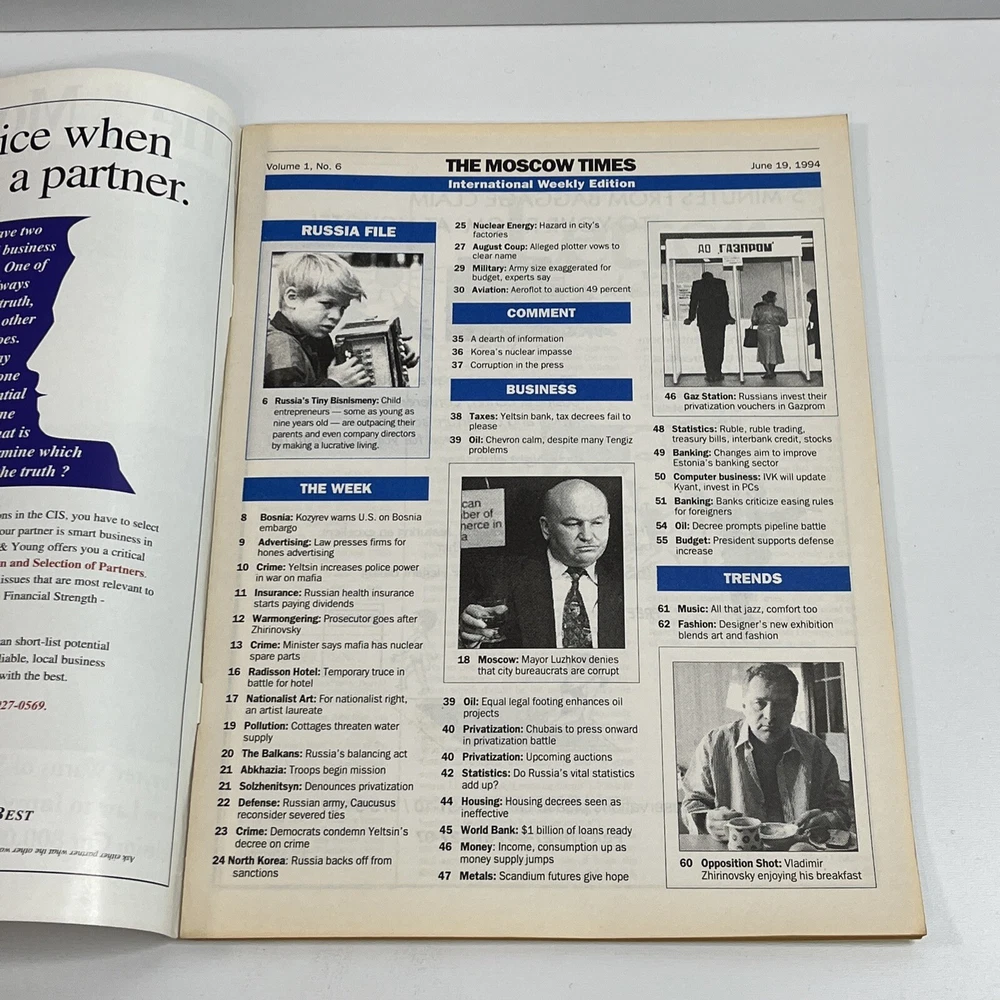 ice when
a partner.
ave two
business
One of
ways
truth,
other
pes.
ay
one
ntial
ne
at is
mine which
he truth ?
ons in the CIS, you have to select
our partner is smart business in
& Young offers you a critical
n and Selection of Partners.
issues that are most relevant to
Financial Strength -
an short-list potential
liable, local business
with the best.
27-0569.
BEST
Ask either partner what the other wo
Volume 1, No. 6
THE MOSCOW TIMES
June 19, 1994
International Weekly Edition
RUSSIA FILE
6 Russia's Tiny Bisnismeny: Child
entrepreneurs — some as young as
nine years old — are outpacing their
parents and even company directors
by making a lucrative living.
THE WEEK
8 Bosnia: Kozyrev warns U.S. on Bosnia
embargo
9 Advertising: Law presses firms for
hones advertising
10 Crime: Yeltsin increases police power
in war on mafia
11 Insurance: Russian health insurance
starts paying dividends
12 Warmongering: Prosecutor goes after
Zhirinovsky
13 Crime: Minister says mafia has nuclear
spare parts
16 Radisson Hotel: Temporary truce in
battle for hotel
17 Nationalist Art: For nationalist right,
an artist laureate
19 Pollution: Cottages threaten water
supply
20 The Balkans: Russia's balancing act
21 Abkhazia: Troops begin mission
21 Solzhenitsyn: Denounces privatization
22 Defense: Russian army, Caucusus
reconsider severed ties
23 Crime: Democrats condemn Yeltsin's
decree on crime
24 North Korea: Russia backs off from
sanctions
25 Nuclear Energy: Hazard in city's
factories
27 August Coup: Alleged plotter vows to
clear name
29 Military: Army size exaggerated for
budget, experts say
30 Aviation: Aeroflot to auction 49 percent
COMMENT
35 A dearth of information
36 Korea's nuclear impasse
37 Corruption in the press
BUSINESS
38 Taxes: Yeltsin bank, tax decrees fail to
please
39 Oil: Chevron calm, despite many Tengiz
problems
can
ber of
merce in
a
18 Moscow: Mayor Luzhkov denies
that city bureaucrats are corrupt
39 Oil: Equal legal footing enhances oil
projects
40 Privatization: Chubais to press onward
in privatization battle
40 Privatization: Upcoming auctions
42 Statistics: Do Russia's vital statistics
add up?
44 Housing: Housing decrees seen as
ineffective
45 World Bank: $1 billion of loans ready
46 Money: Income, consumption up as
money supply jumps
47 Metals: Scandium futures give hope
АО „ГАЗПРОМ"
46 Gaz Station: Russians invest their
privatization vouchers in Gazprom
48 Statistics: Ruble, ruble trading,
treasury bills, interbank credit, stocks
49 Banking: Changes aim to improve
Estonia's banking sector
50 Computer business: IVK will update
Kvant, invest in PCs
51 Banking: Banks criticize easing rules
for foreigners
54 Oil: Decree prompts pipeline battle
55 Budget: President supports defense
increase
TRENDS
61 Music: All that jazz, comfort too
62 Fashion: Designer's new exhibition
blends art and fashion
60 Opposition Shot: Vladimir
Zhirinovsky enjoying his breakfast